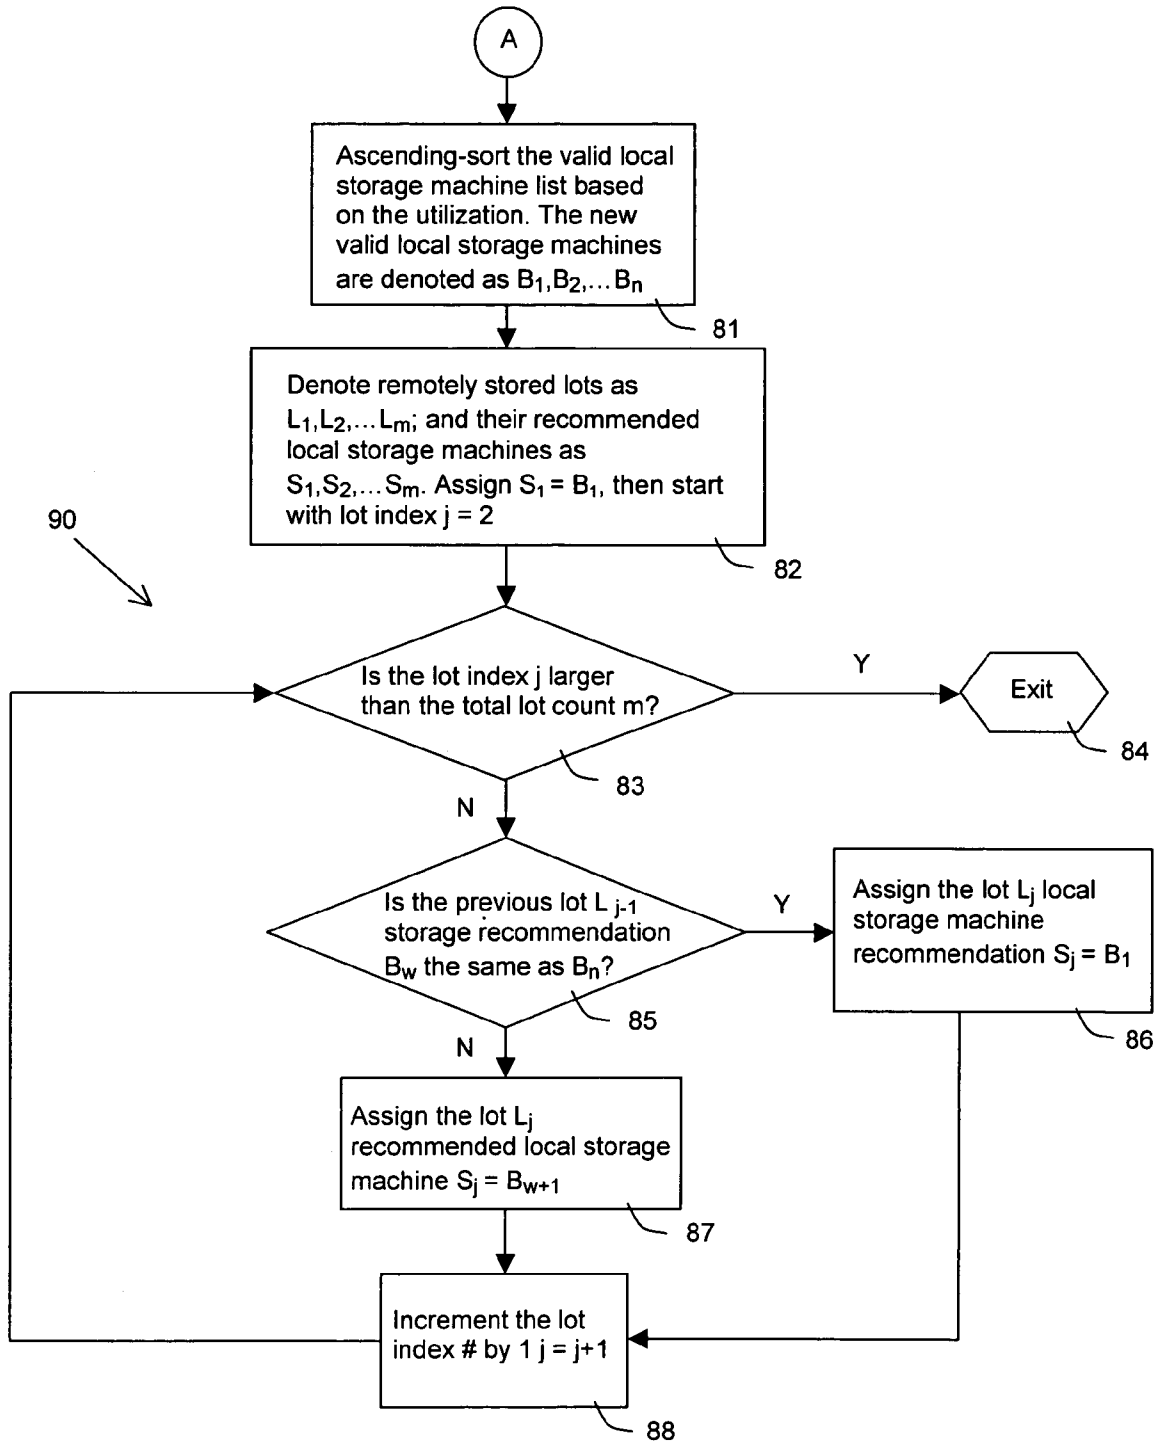 A
Ascending-sort the valid local
storage machine list based
on the utilization. The new
valid local storage machines
are denoted as B1,B2,...Bn
81
Denote remotely stored lots as
L1,L2,...Lm; and their recommended
local storage machines as
S1,S2,...Sm. Assign S1 = B1, then start
with lot index j = 2
82
90
Is the lot index j larger
than the total lot count m?
83
Y
Exit
84
N
Is the previous lot L j-1
storage recommendation
Bw the same as Bn?
85
Y
Assign the lot Lj local
storage machine
recommendation Sj = B1
86
N
Assign the lot Lj
recommended local storage
machine Sj = Bw+1
87
Increment the lot
index # by 1 j = j+1
88